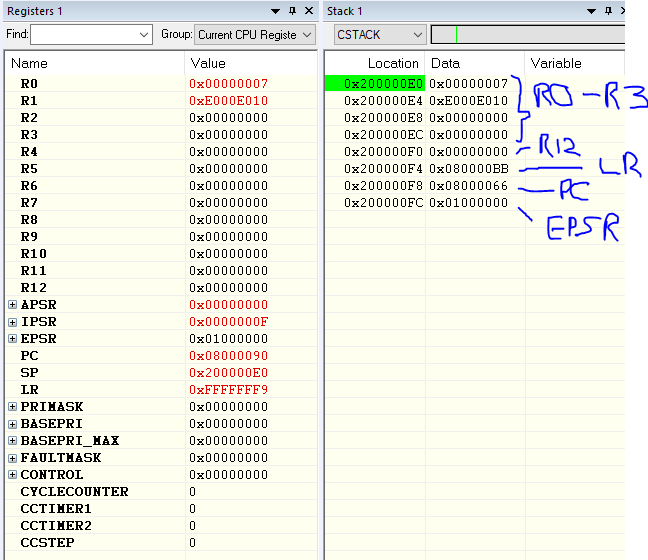 Registers 1
Find:
Group: Current CPU Registe
Name Value
R0 0x00000007
R1 0xE000E010
R2 0x00000000
R3 0x00000000
R4 0x00000000
R5 0x00000000
R6 0x00000000
R7 0x00000000
R8 0x00000000
R9 0x00000000
R10 0x00000000
R11 0x00000000
R12 0x00000000
APSR 0x00000000
IPSR 0x0000000F
EPSR 0x01000000
PC 0x08000090
SP 0x200000E0
LR 0xFFFFFFF9
PRIMASK 0x00000000
BASEPRI 0x00000000
BASEPRI_MAX 0x00000000
FAULTMASK 0x00000000
CONTROL 0x00000000
CYCLECOUNTER 0
CCTIMER1 0
CCTIMER2 0
CCSTEP 0
Stack 1
CSTACK
Location Data Variable
0x200000E0 0x00000007
0x200000E4 0xE000E010
0x200000E8 0x00000000
0x200000EC 0x00000000
0x200000F0 0x00000000
0x200000F4 0x080000BB
0x200000F8 0x08000066
0x200000FC 0x01000000
R0-R3
R12
LR
PC
EPSR